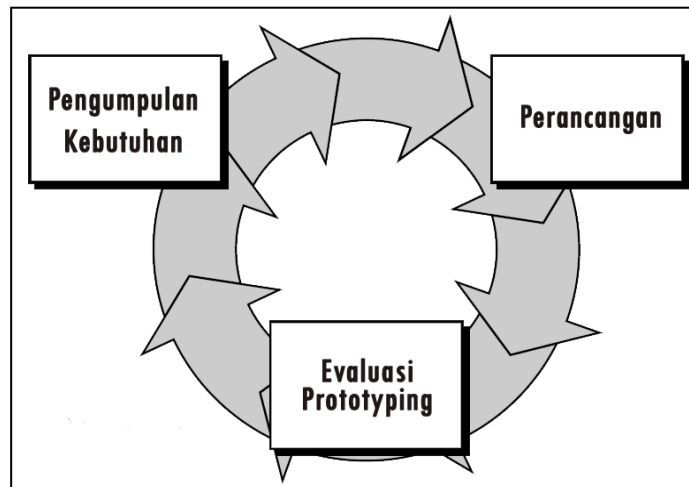 Pengumpulan
Kebutuhan
Perancangan
Evaluasi
Prototyping